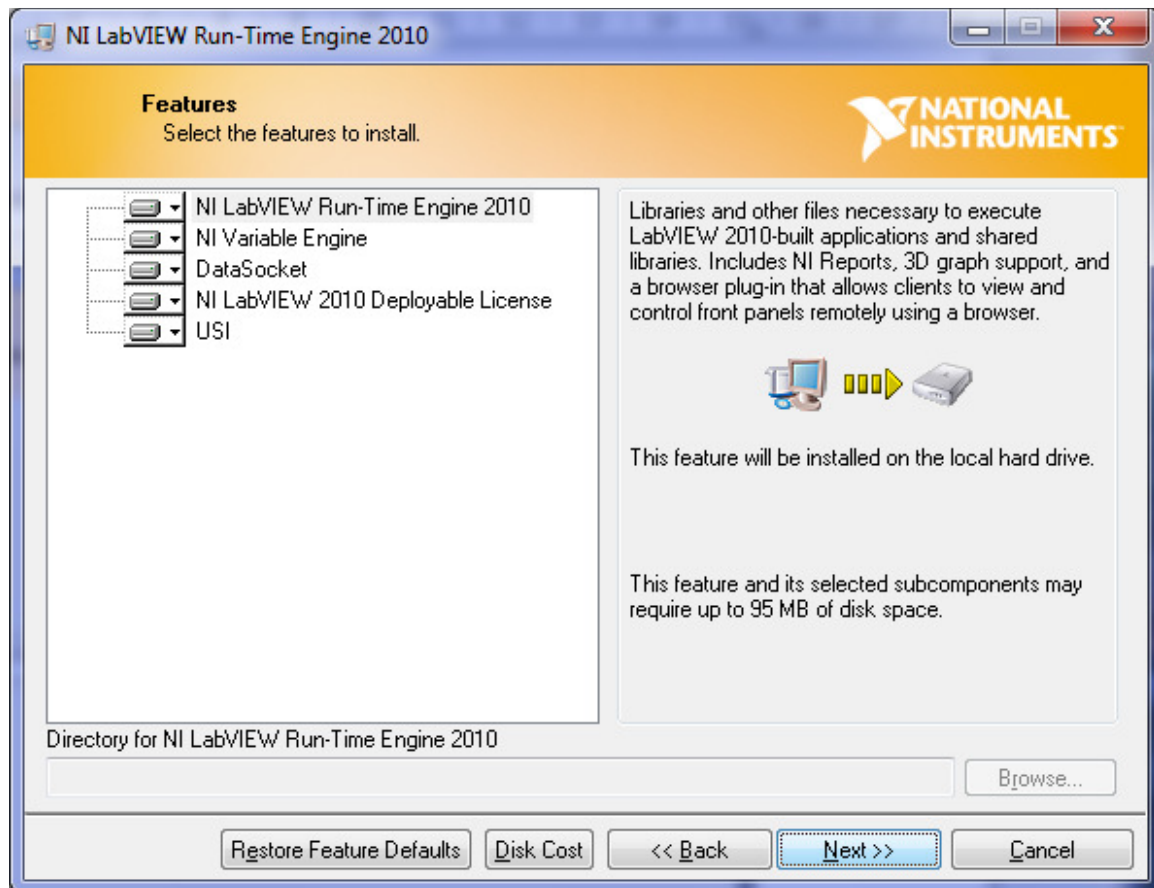 NI LabVIEW Run-Time Engine 2010
Features
Select the features to install.
NATIONAL
INSTRUMENTS
NI LabVIEW Run-Time Engine 2010
NI Variable Engine
DataSocket
NI LabVIEW 2010 Deployable License
USI
Libraries and other files necessary to execute
LabVIEW 2010-built applications and shared
libraries. Includes NI Reports, 3D graph support, and
a browser plug-in that allows clients to view and
control front panels remotely using a browser.
This feature will be installed on the local hard drive.
This feature and its selected subcomponents may
require up to 95 MB of disk space.
Directory for NI LabVIEW Run-Time Engine 2010
Browse...
Restore Feature Defaults
Disk Cost
<< Back
Next >>
Cancel